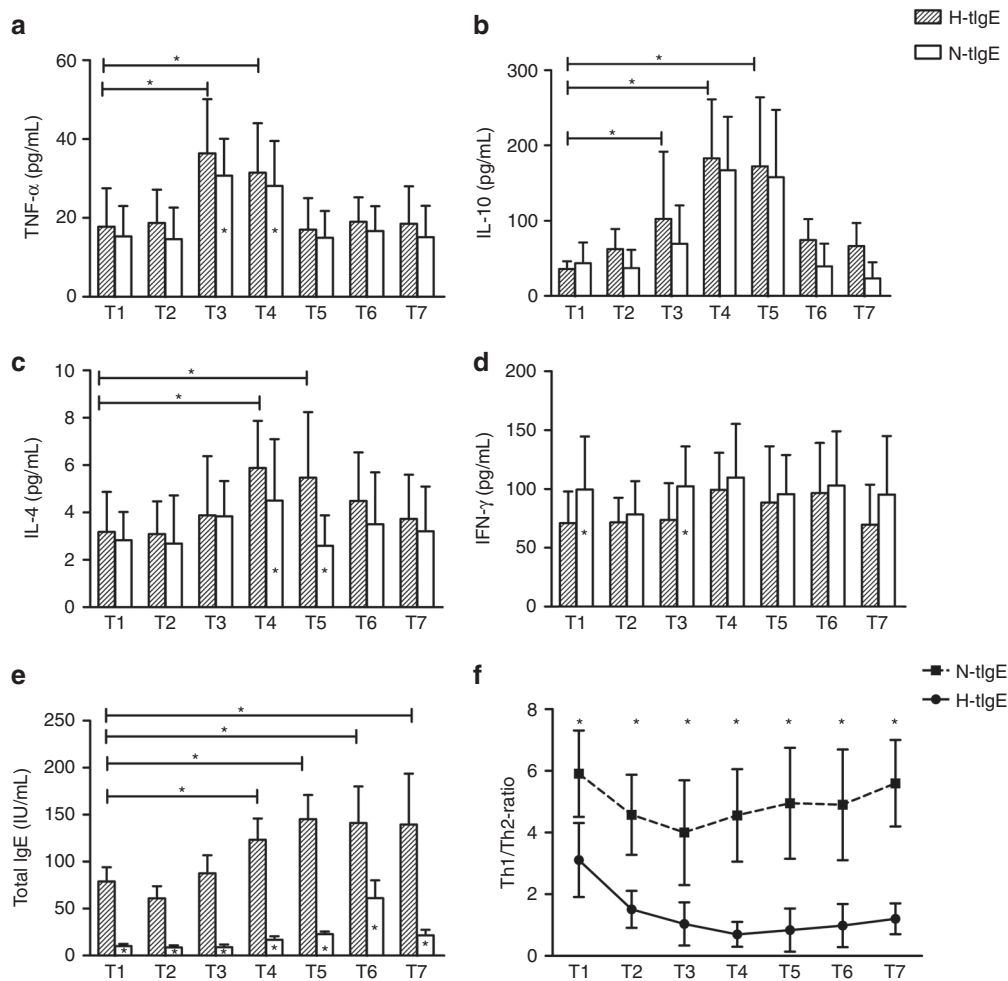 H-tIgE
N-tIgE
a
TNF-α (pg/mL)
60
40
20
0
*
*
*
*
T1 T2 T3 T4 T5 T6 T7
b
IL-10 (pg/mL)
300
200
100
0
*
*
*
T1 T2 T3 T4 T5 T6 T7
c
IL-4 (pg/mL)
10
8
6
4
2
0
*
*
*
*
T1 T2 T3 T4 T5 T6 T7
d
IFN-γ (pg/mL)
200
150
100
50
0
*
*
T1 T2 T3 T4 T5 T6 T7
e
Total IgE (IU/mL)
250
200
150
100
50
0
*
*
*
*
* * * * * * *
T1 T2 T3 T4 T5 T6 T7
f
N-tIgE
H-tIgE
Th1/Th2-ratio
8
6
4
2
0
* * * * * * *
T1 T2 T3 T4 T5 T6 T7